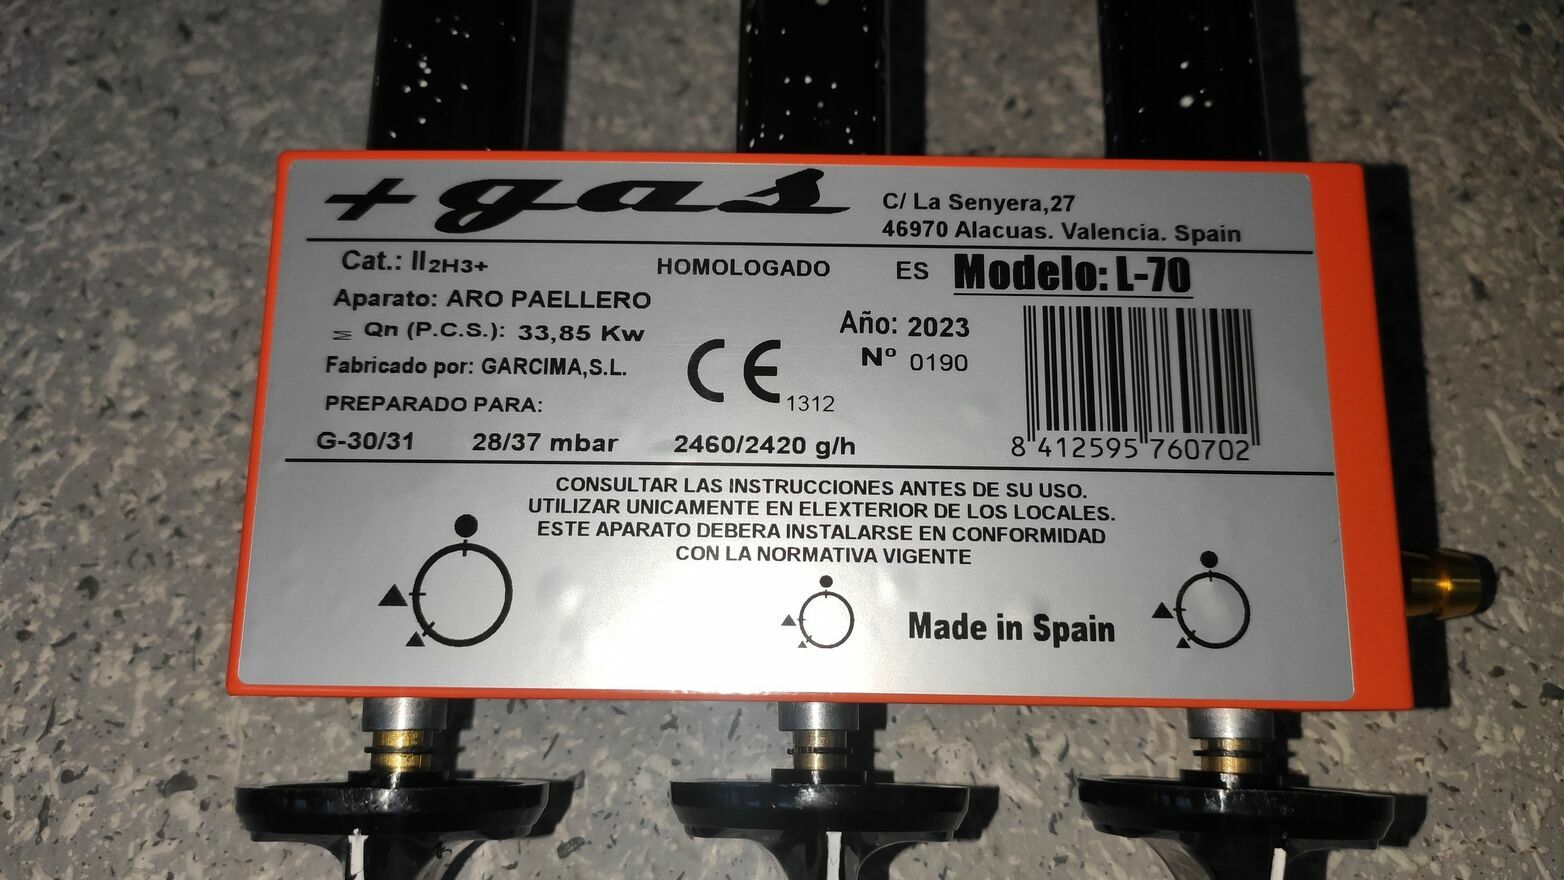 +gas
C/ La Senyera,27
46970 Alacuas. Valencia. Spain
Cat.: II2H3+
HOMOLOGADO
ES Modelo: L-70
Aparato: ARO PAELLERO
Σ Qn (P.C.S.): 33,85 Kw
Año: 2023
Nº 0190
Fabricado por: GARCIMA,S.L.
CE 1312
PREPARADO PARA:
G-30/31 28/37 mbar 2460/2420 g/h
8 412595 760702
CONSULTAR LAS INSTRUCCIONES ANTES DE SU USO.
UTILIZAR UNICAMENTE EN ELEXTERIOR DE LOS LOCALES.
ESTE APARATO DEBERA INSTALARSE EN CONFORMIDAD
CON LA NORMATIVA VIGENTE
Made in Spain